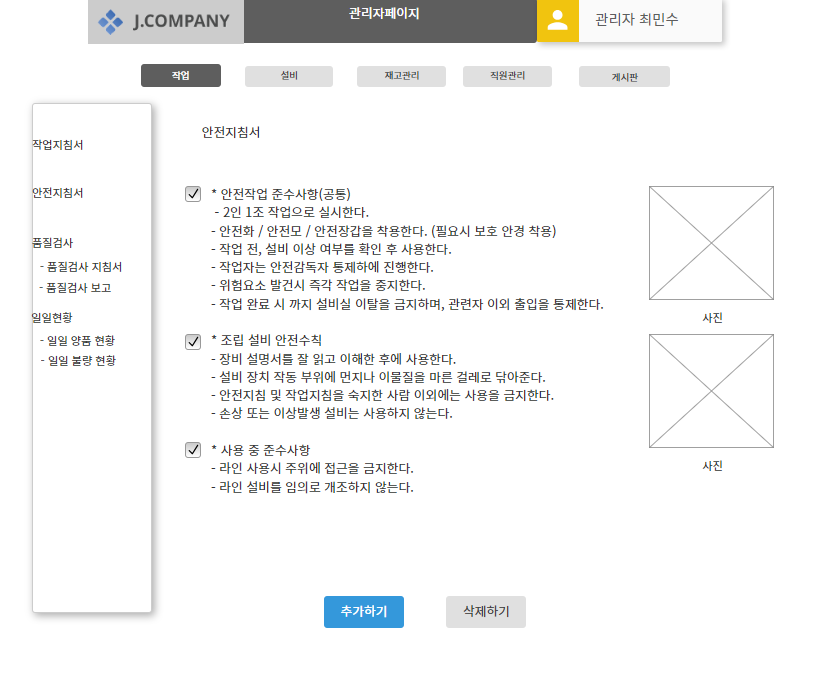 J.COMPANY
관리자페이지
관리자 최민수
작업
설비
재고관리
직원관리
게시판
작업지침서
안전지침서
품질검사
- 품질검사 지침서
- 품질검사 보고
일일현황
- 일일 양품 현황
- 일일 불량 현황
안전지침서
* 안전작업 준수사항(공통)
- 2인 1조 작업으로 실시한다.
- 안전화 / 안전모 / 안전장갑을 착용한다. (필요시 보호 안경 착용)
- 작업 전, 설비 이상 여부를 확인 후 사용한다.
- 작업자는 안전감독자 통제하에 진행한다.
- 위험요소 발견시 즉각 작업을 중지한다.
- 작업 완료 시 까지 설비실 이탈을 금지하며, 관련자 이외 출입을 통제한다.
사진
* 조립 설비 안전수칙
- 장비 설명서를 잘 읽고 이해한 후에 사용한다.
- 설비 장치 작동 부위에 먼지나 이물질을 마른 걸레로 닦아준다.
- 안전지침 및 작업지침을 숙지한 사람 이외에는 사용을 금지한다.
- 손상 또는 이상발생 설비는 사용하지 않는다.
사진
* 사용 중 준수사항
- 라인 사용시 주위에 접근을 금지한다.
- 라인 설비를 임의로 개조하지 않는다.
추가하기
삭제하기